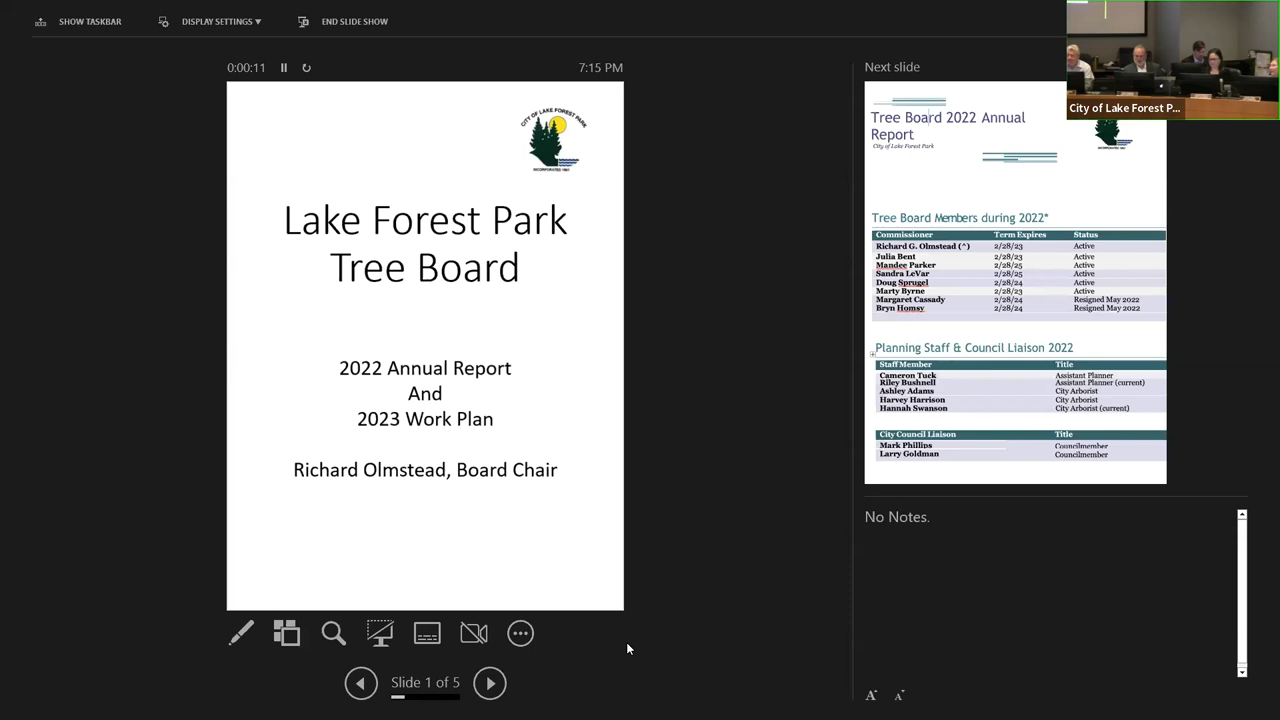 SHOW TASKBAR
DISPLAY SETTINGS ▼
END SLIDE SHOW
0:00:11
7:15 PM
CITY OF LAKE FOREST PARK
INCORPORATED 1961
Lake Forest Park
Tree Board
2022 Annual Report
And
2023 Work Plan
Richard Olmstead, Board Chair
Slide 1 of 5
Next slide
City of Lake Forest P...
Tree Board 2022 Annual
Report
City of Lake Forest Park
Tree Board Members during 2022*
Commissioner Term Expires Status
Richard G. Olmstead (^) 2/28/23 Active
Julia Bent 2/28/23 Active
Mandee Parker 2/28/25 Active
Sandra LeVar 2/28/25 Active
Doug Sprugel 2/28/24 Active
Marty Byrne 2/28/23 Active
Margaret Cassady 2/28/24 Resigned May 2022
Bryn Homsy 2/28/24 Resigned May 2022
Planning Staff & Council Liaison 2022
Staff Member Title
Cameron Tuck Assistant Planner
Riley Bushnell Assistant Planner (current)
Ashley Adams City Arborist
Harvey Harrison City Arborist
Hannah Swanson City Arborist (current)
City Council Liaison Title
Mark Phillips Councilmember
Larry Goldman Councilmember
No Notes.
A A